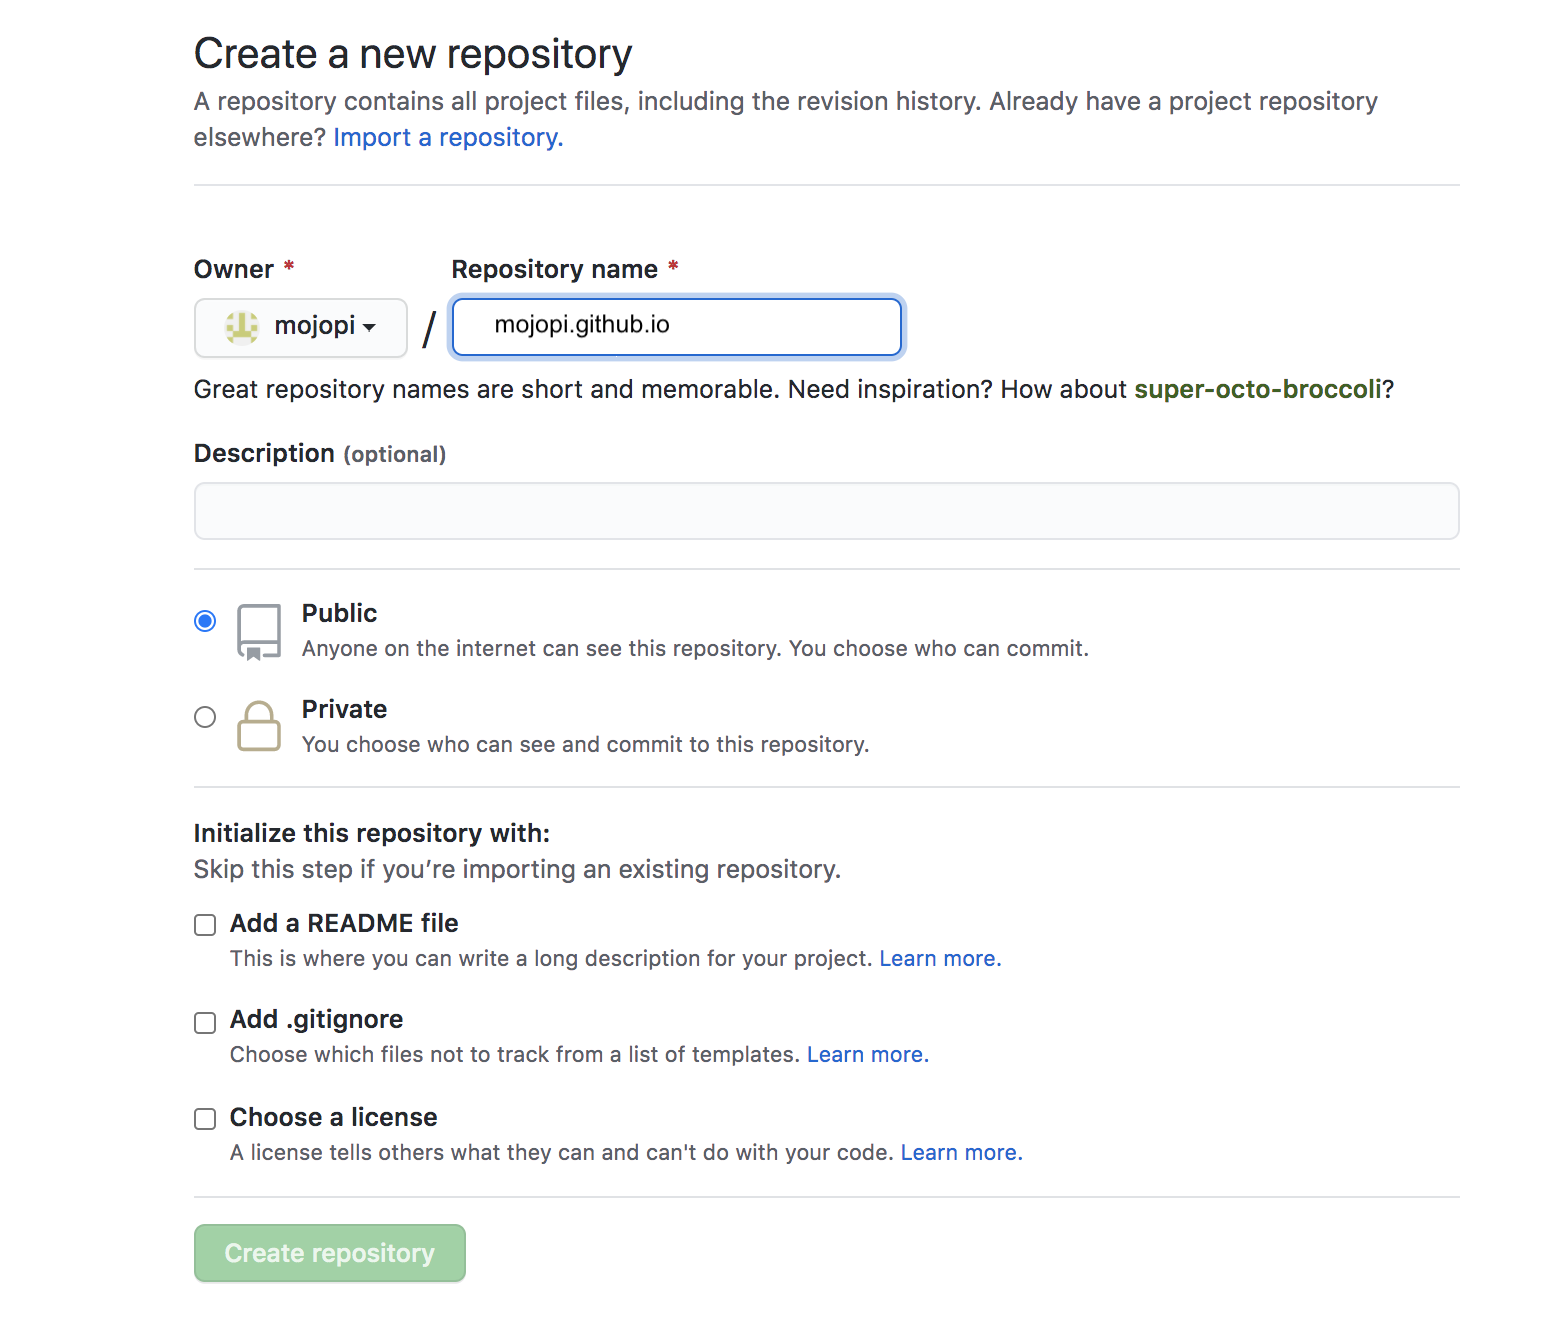 Create a new repository
A repository contains all project files, including the revision history. Already have a project repository
elsewhere? Import a repository.
Owner * Repository name *
mojopi / mojopi.github.io
Great repository names are short and memorable. Need inspiration? How about super-octo-broccoli?
Description (optional)
Public
Anyone on the internet can see this repository. You choose who can commit.
Private
You choose who can see and commit to this repository.
Initialize this repository with:
Skip this step if you’re importing an existing repository.
Add a README file
This is where you can write a long description for your project. Learn more.
Add .gitignore
Choose which files not to track from a list of templates. Learn more.
Choose a license
A license tells others what they can and can't do with your code. Learn more.
Create repository